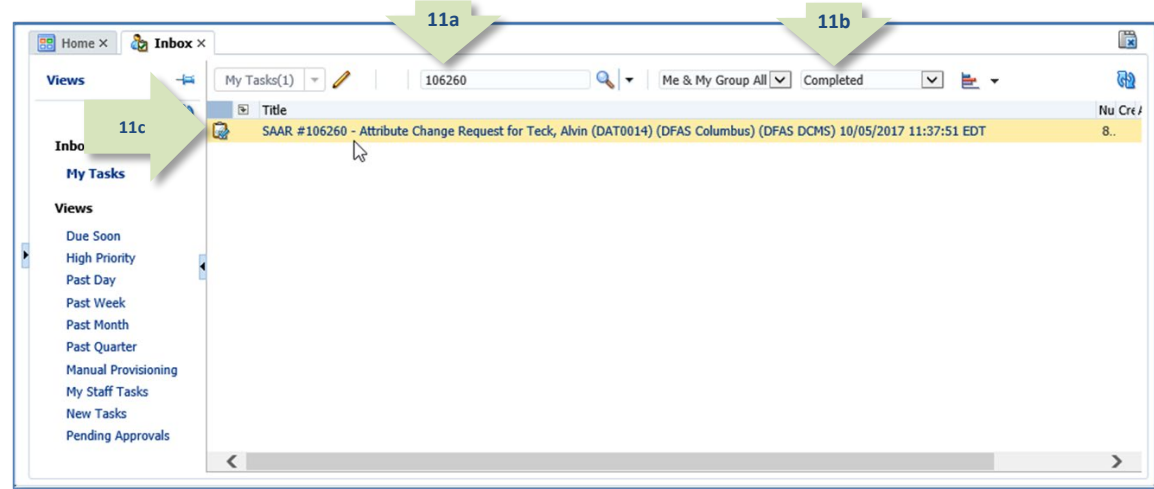 11a
11b
Home × Inbox ×
Views My Tasks(1) 106260 Me & My Group All Completed
Title Nu Cre A
11c
SAAR #106260 - Attribute Change Request for Teck, Alvin (DAT0014) (DFAS Columbus) (DFAS DCMS) 10/05/2017 11:37:51 EDT 8..
Inbo
My Tasks
Views
Due Soon
High Priority
Past Day
Past Week
Past Month
Past Quarter
Manual Provisioning
My Staff Tasks
New Tasks
Pending Approvals